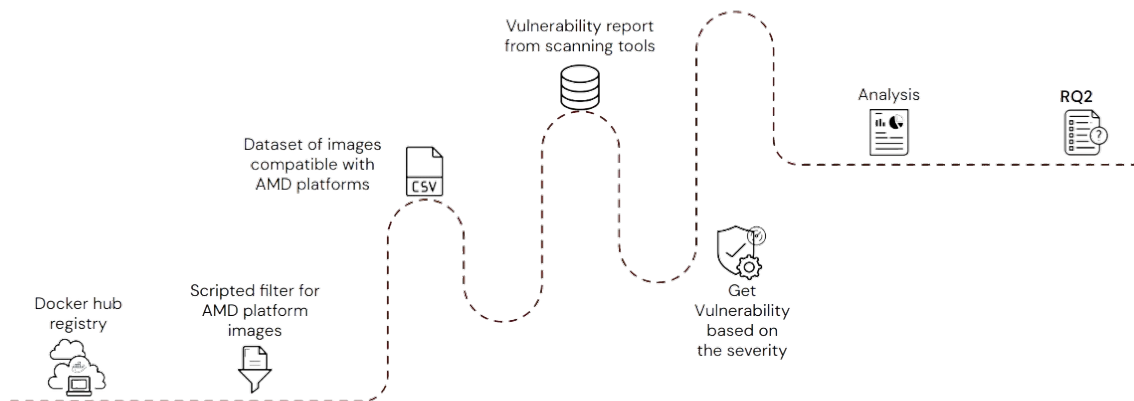 Docker hub
registry
Scripted filter for
AMD platform
images
Dataset of images
compatible with
AMD platforms
CSV
Vulnerability report
from scanning tools
Get
Vulnerability
based on
the severity
Analysis
RQ2
?